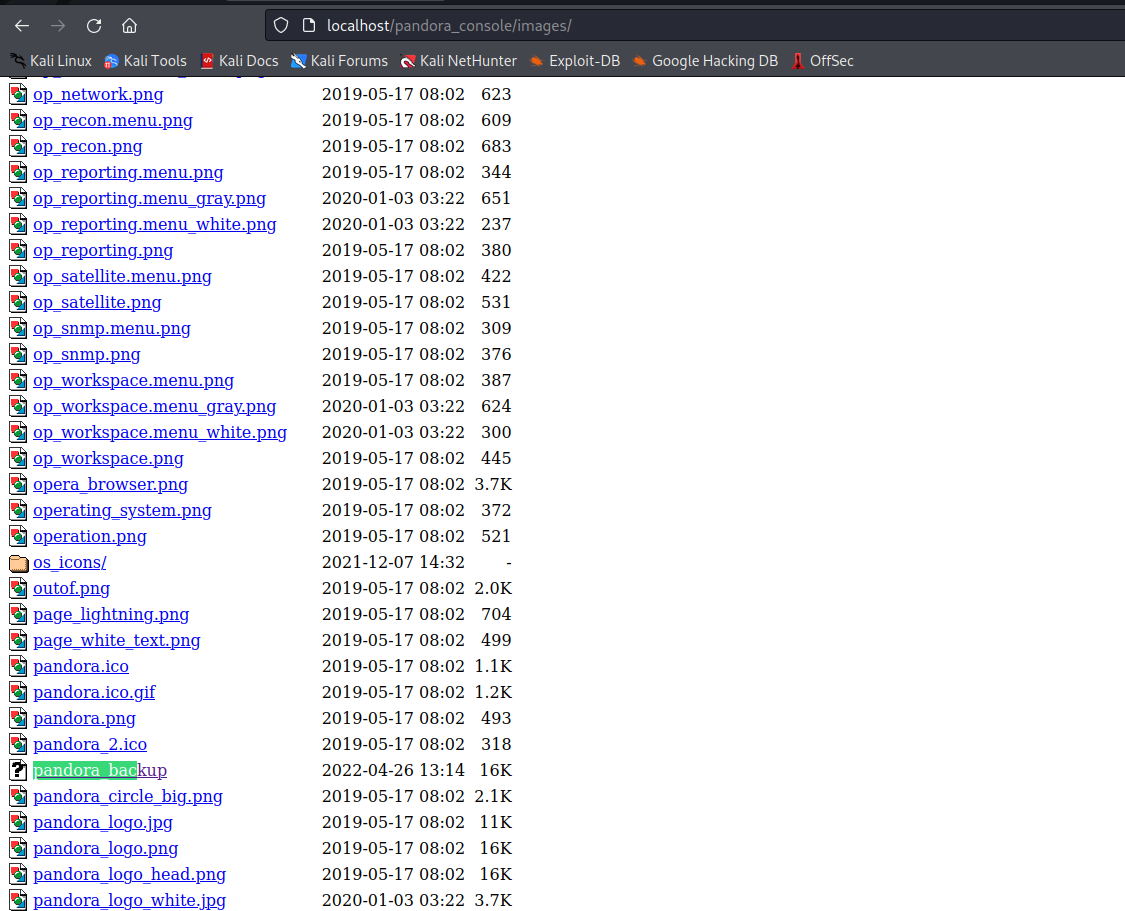 localhost/pandora_console/images/
Kali Linux Kali Tools Kali Docs Kali Forums Kali NetHunter Exploit-DB Google Hacking DB OffSec
op_network.png 2019-05-17 08:02 623
op_recon.menu.png 2019-05-17 08:02 609
op_recon.png 2019-05-17 08:02 683
op_reporting.menu.png 2019-05-17 08:02 344
op_reporting.menu_gray.png 2020-01-03 03:22 651
op_reporting.menu_white.png 2020-01-03 03:22 237
op_reporting.png 2019-05-17 08:02 380
op_satellite.menu.png 2019-05-17 08:02 422
op_satellite.png 2019-05-17 08:02 531
op_snmp.menu.png 2019-05-17 08:02 309
op_snmp.png 2019-05-17 08:02 376
op_workspace.menu.png 2019-05-17 08:02 387
op_workspace.menu_gray.png 2020-01-03 03:22 624
op_workspace.menu_white.png 2020-01-03 03:22 300
op_workspace.png 2019-05-17 08:02 445
opera_browser.png 2019-05-17 08:02 3.7K
operating_system.png 2019-05-17 08:02 372
operation.png 2019-05-17 08:02 521
os_icons/ 2021-12-07 14:32 -
outof.png 2019-05-17 08:02 2.0K
page_lightning.png 2019-05-17 08:02 704
page_white_text.png 2019-05-17 08:02 499
pandora.ico 2019-05-17 08:02 1.1K
pandora.ico.gif 2019-05-17 08:02 1.2K
pandora.png 2019-05-17 08:02 493
pandora_2.ico 2019-05-17 08:02 318
pandora_backup 2022-04-26 13:14 16K
pandora_circle_big.png 2019-05-17 08:02 2.1K
pandora_logo.jpg 2019-05-17 08:02 11K
pandora_logo.png 2019-05-17 08:02 16K
pandora_logo_head.png 2019-05-17 08:02 16K
pandora_logo_white.jpg 2020-01-03 03:22 3.7K